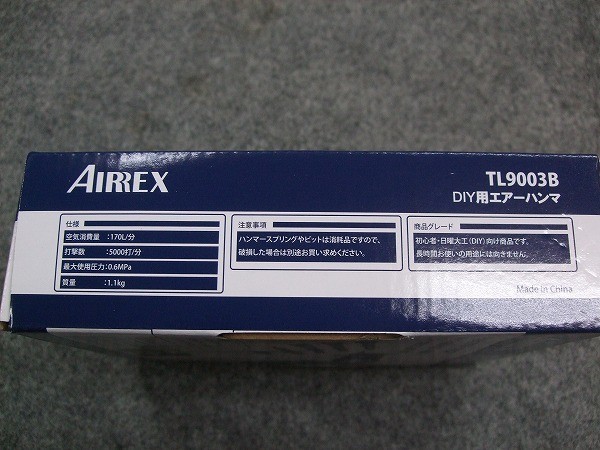 AIRREX
TL9003B
DIY用エアーハンマ
仕様
空気消費量 :170L/分
打撃数 :5000打/分
最大使用圧力:0.6MPa
質量 :1.1kg
注意事項
ハンマースプリングやビットは消耗品ですので、
破損した場合は別途お買い求めください。
商品グレード
初心者・日曜大工(DIY)向け商品です。
長時間お使いの用途には向きません。
Made in China